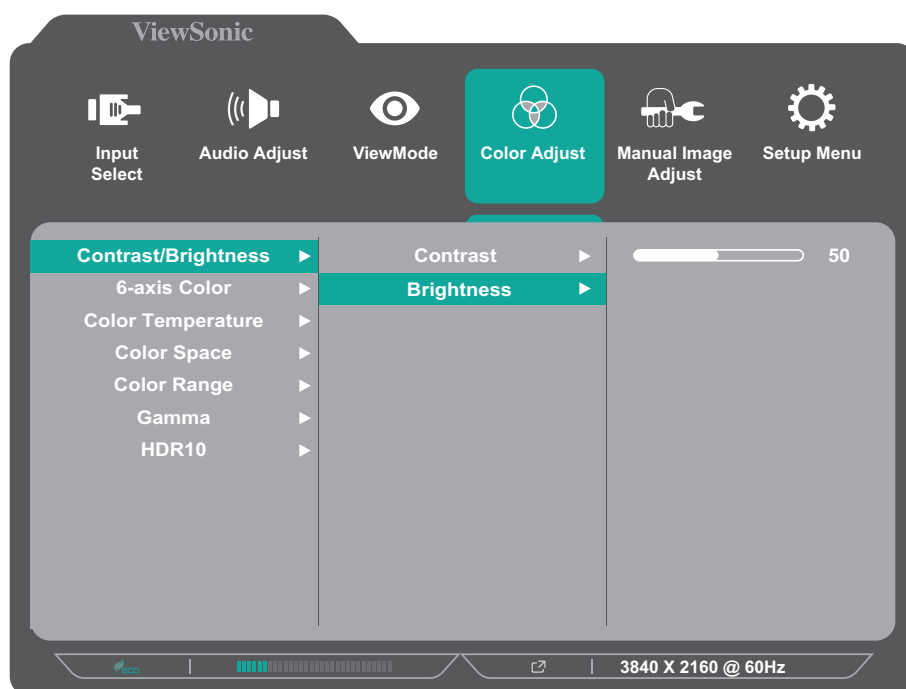 ViewSonic
Input Select
Audio Adjust
ViewMode
Color Adjust
Manual Image Adjust
Setup Menu
Contrast/Brightness
Contrast
50
6-axis Color
Brightness
Color Temperature
Color Space
Color Range
Gamma
HDR10
eco
3840 X 2160 @ 60Hz